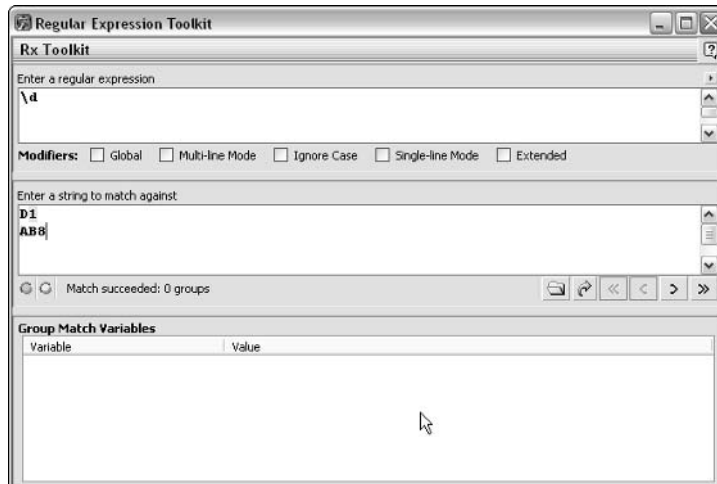 Regular Expression Toolkit
Rx Toolkit
Enter a regular expression
\d
Modifiers: Global Multi-line Mode Ignore Case Single-line Mode Extended
Enter a string to match against
D1
AB8
Match succeeded: 0 groups
Group Match Variables
Variable Value